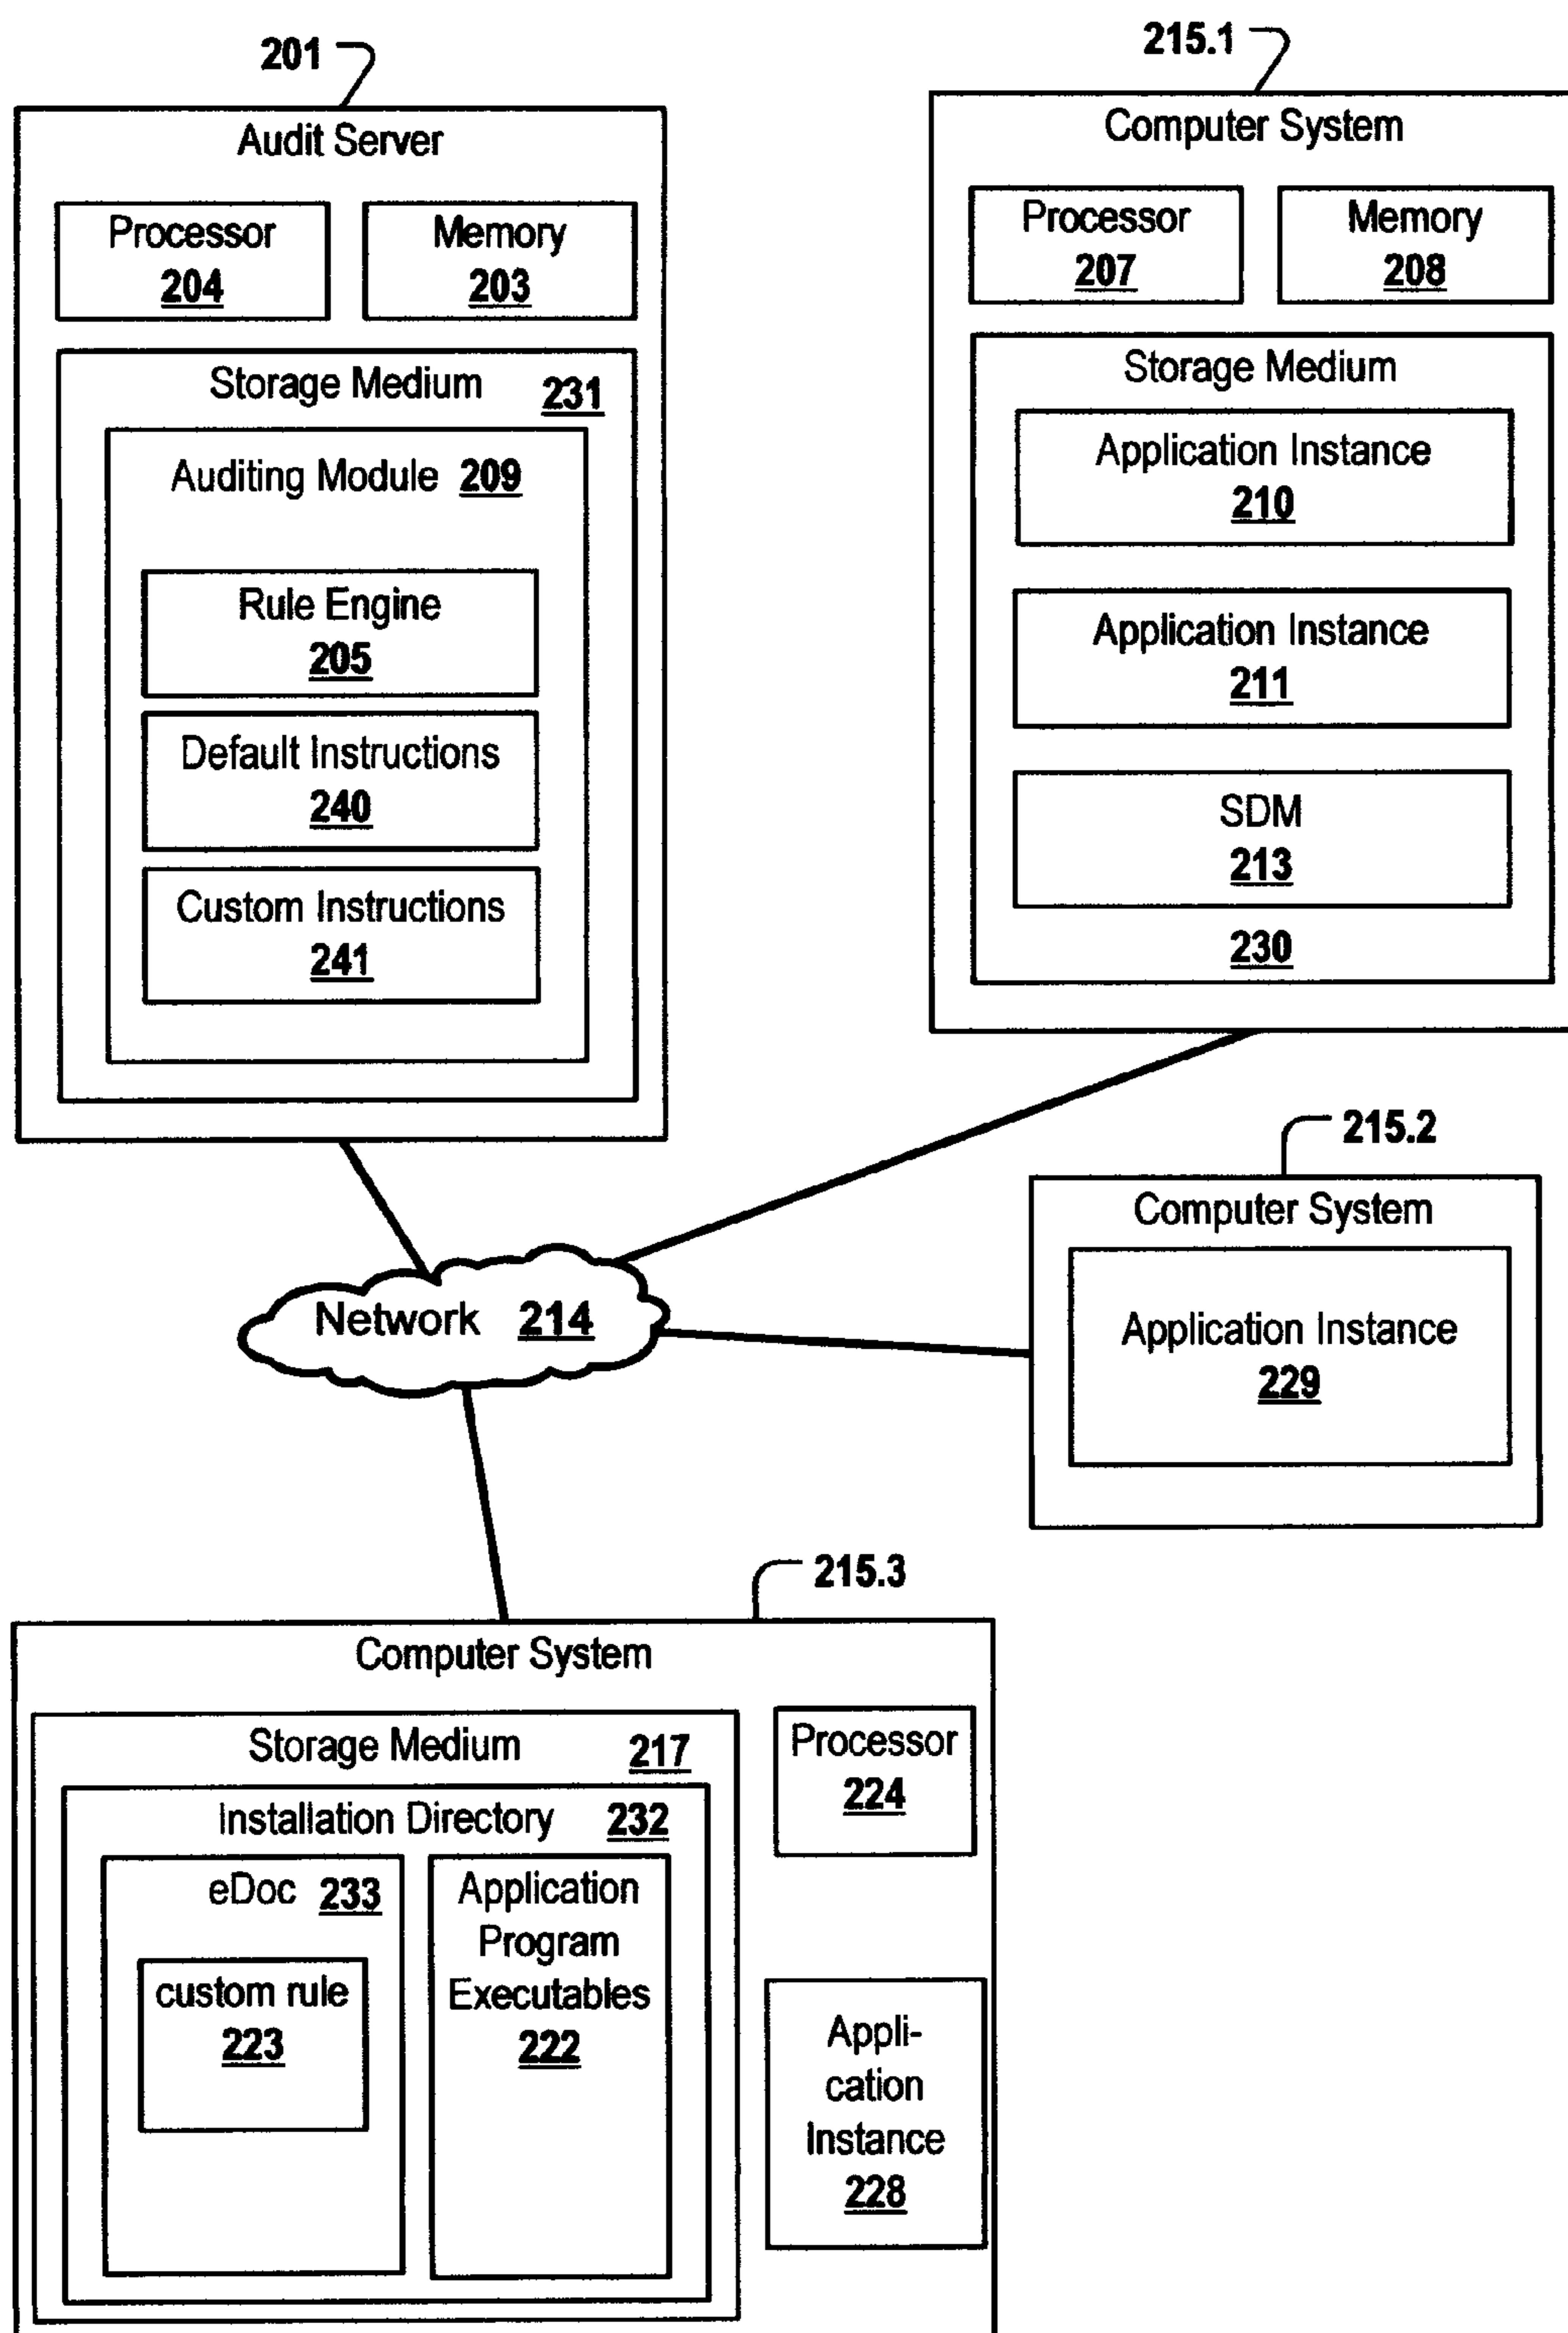 201
Audit Server
Processor
204
Memory
203
Storage Medium 231
Auditing Module 209
Rule Engine
205
Default Instructions
240
Custom Instructions
241
215.1
Computer System
Processor
207
Memory
208
Storage Medium
Application Instance
210
Application Instance
211
SDM
213
230
215.2
Computer System
Application Instance
229
Network 214
215.3
Computer System
Storage Medium 217
Installation Directory 232
eDoc 233
custom rule
223
Application
Program
Executables
222
Processor
224
Appli-
cation
Instance
228